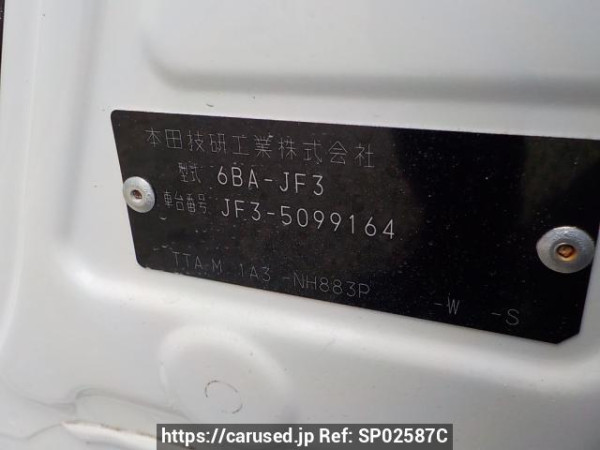 本田技研工業株式会社
型式 6BA-JF3
車台番号 JF3-5099164
TTA-M 1A3 -NH883P -W -S
https://carused.jp Ref: SP02587C